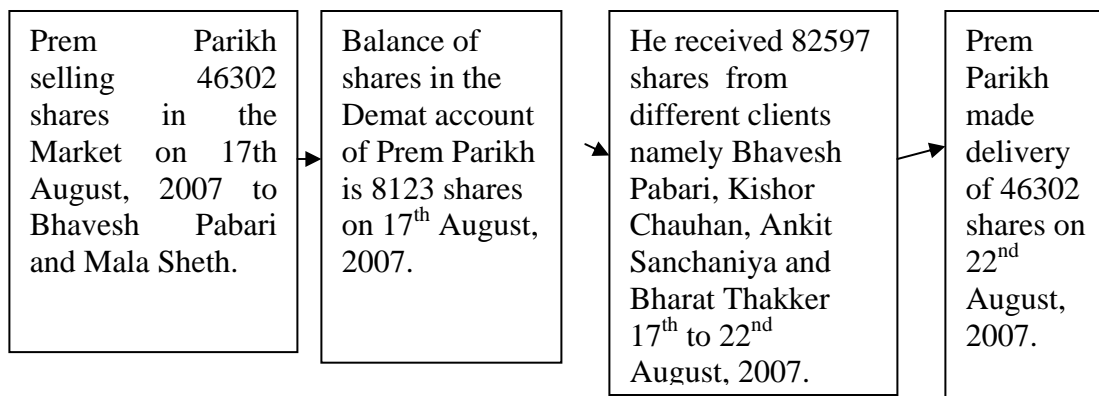 Prem Parikh
selling 46302
shares in the
Market on 17th
August, 2007 to
Bhavesh Pabari
and Mala Sheth.
Balance of
shares in the
Demat account
of Prem Parikh
is 8123 shares
on 17th August,
2007.
He received 82597
shares from
different clients
namely Bhavesh
Pabari, Kishor
Chauhan, Ankit
Sanchaniya and
Bharat Thakker
17th to 22nd
August, 2007.
Prem
Parikh
made
delivery
of 46302
shares on
22nd
August,
2007.